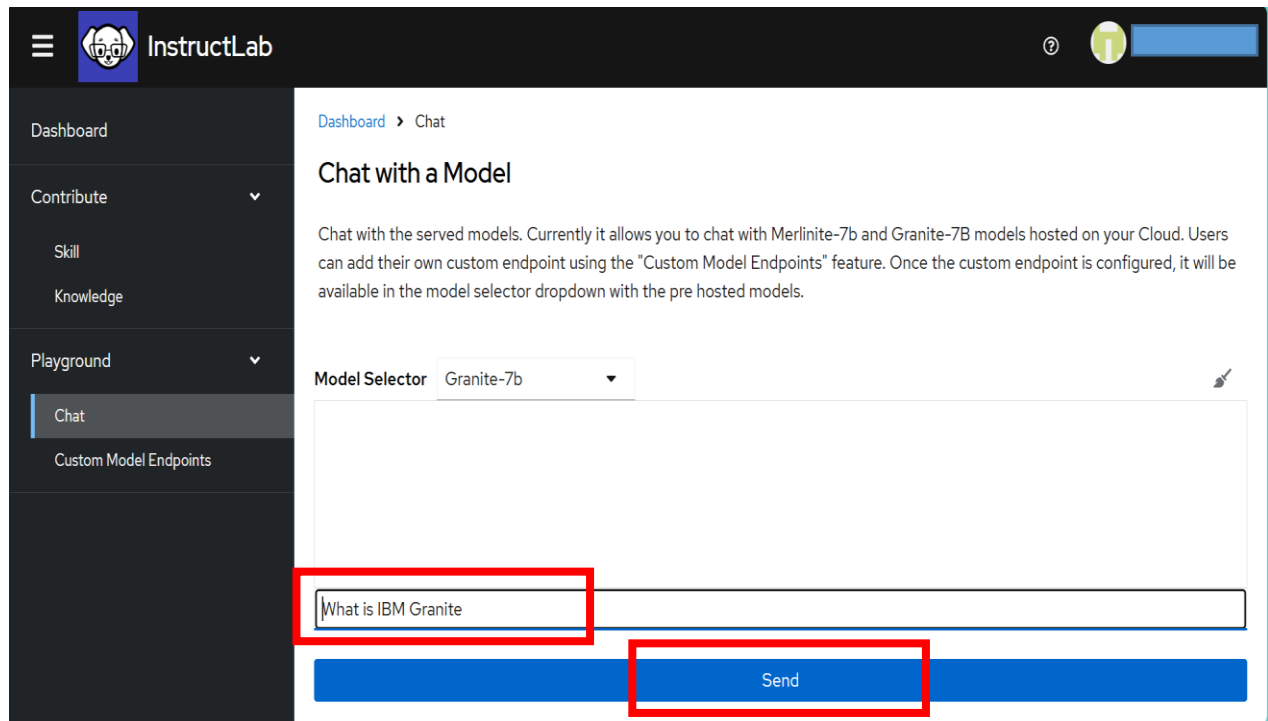 InstructLab
Dashboard
Contribute
Skill
Knowledge
Playground
Chat
Custom Model Endpoints
Dashboard > Chat
Chat with a Model
Chat with the served models. Currently it allows you to chat with Merlinite-7b and Granite-7B models hosted on your Cloud. Users
can add their own custom endpoint using the "Custom Model Endpoints" feature. Once the custom endpoint is configured, it will be
available in the model selector dropdown with the pre hosted models.
Model Selector Granite-7b
What is IBM Granite
Send